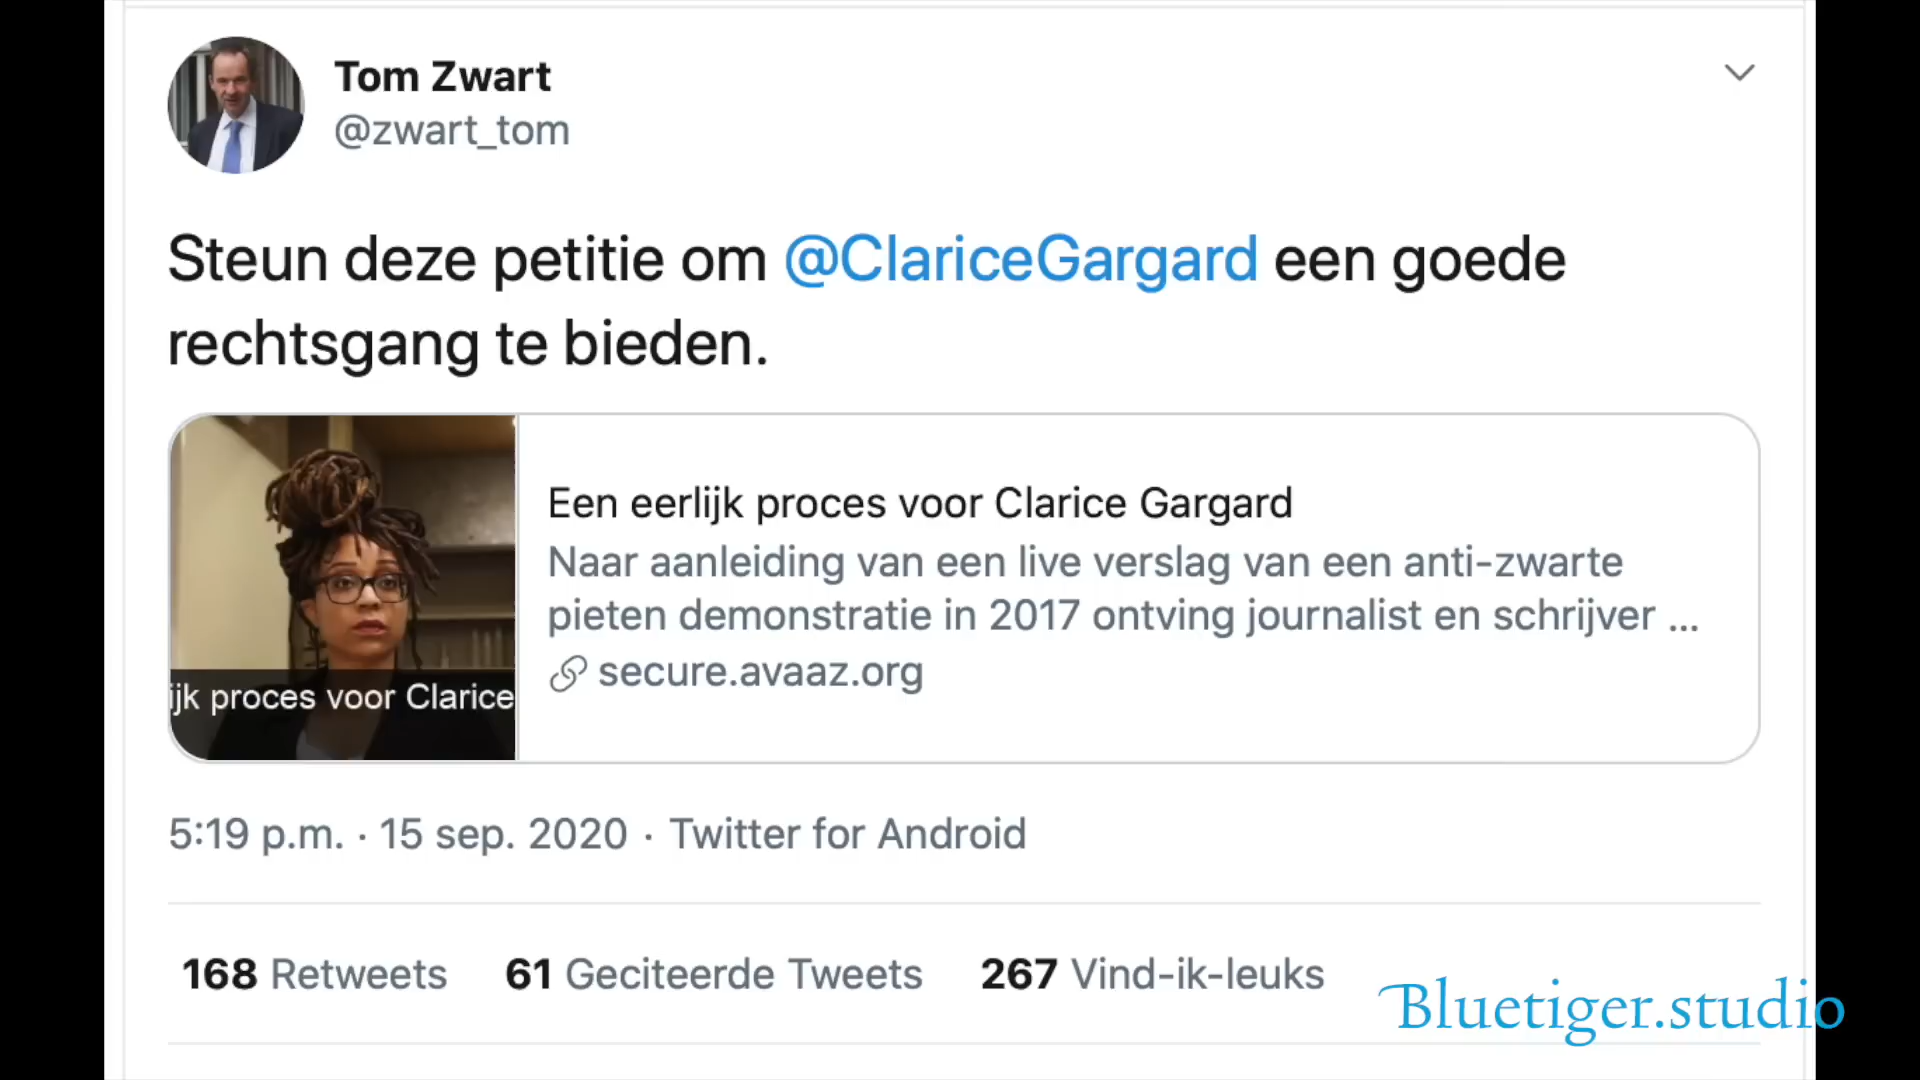 Tom Zwart
@zwart_tom
Steun deze petitie om @ClariceGargard een goede
rechtsgang te bieden.
Een eerlijk proces voor Clarice Gargard
Naar aanleiding van een live verslag van een anti-zwarte
pieten demonstratie in 2017 ontving journalist en schrijver ...
secure.avaaz.org
ijk proces voor Clarice
5:19 p.m. · 15 sep. 2020 · Twitter for Android
168 Retweets 61 Geciteerde Tweets 267 Vind-ik-leuks
Bluetiger.studio